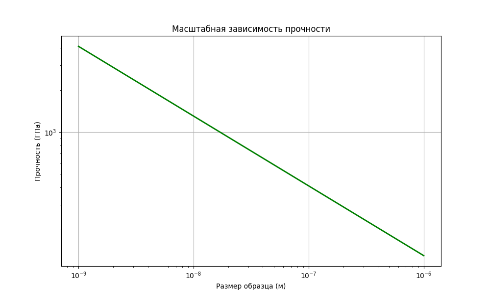 Масштабная зависимость прочности
Прочность (ГПа)
10³
10⁻⁹
10⁻⁸
10⁻⁷
10⁻⁶
Размер образца (м)